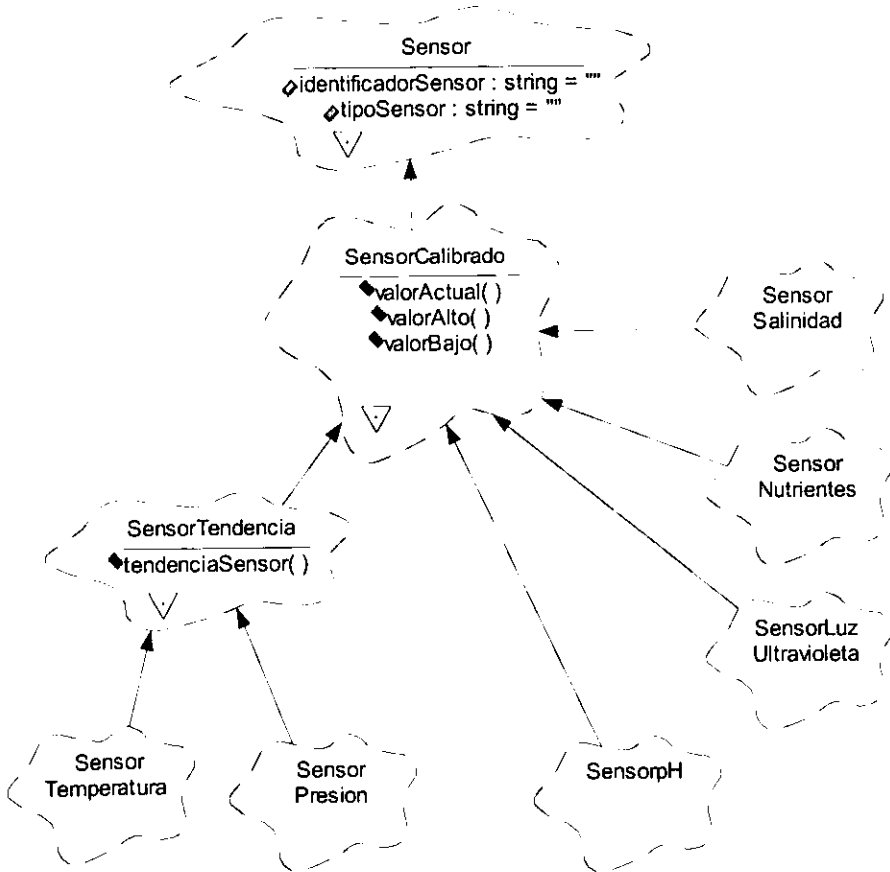 Sensor
identificadorSensor : string = ""
tipoSensor : string = ""
SensorCalibrado
valorActual( )
valorAlto( )
valorBajo( )
Sensor
Salinidad
Sensor
Nutrientes
SensorTendencia
tendenciaSensor( )
SensorLuz
Ultravioleta
Sensor
Temperatura
Sensor
Presion
SensorpH